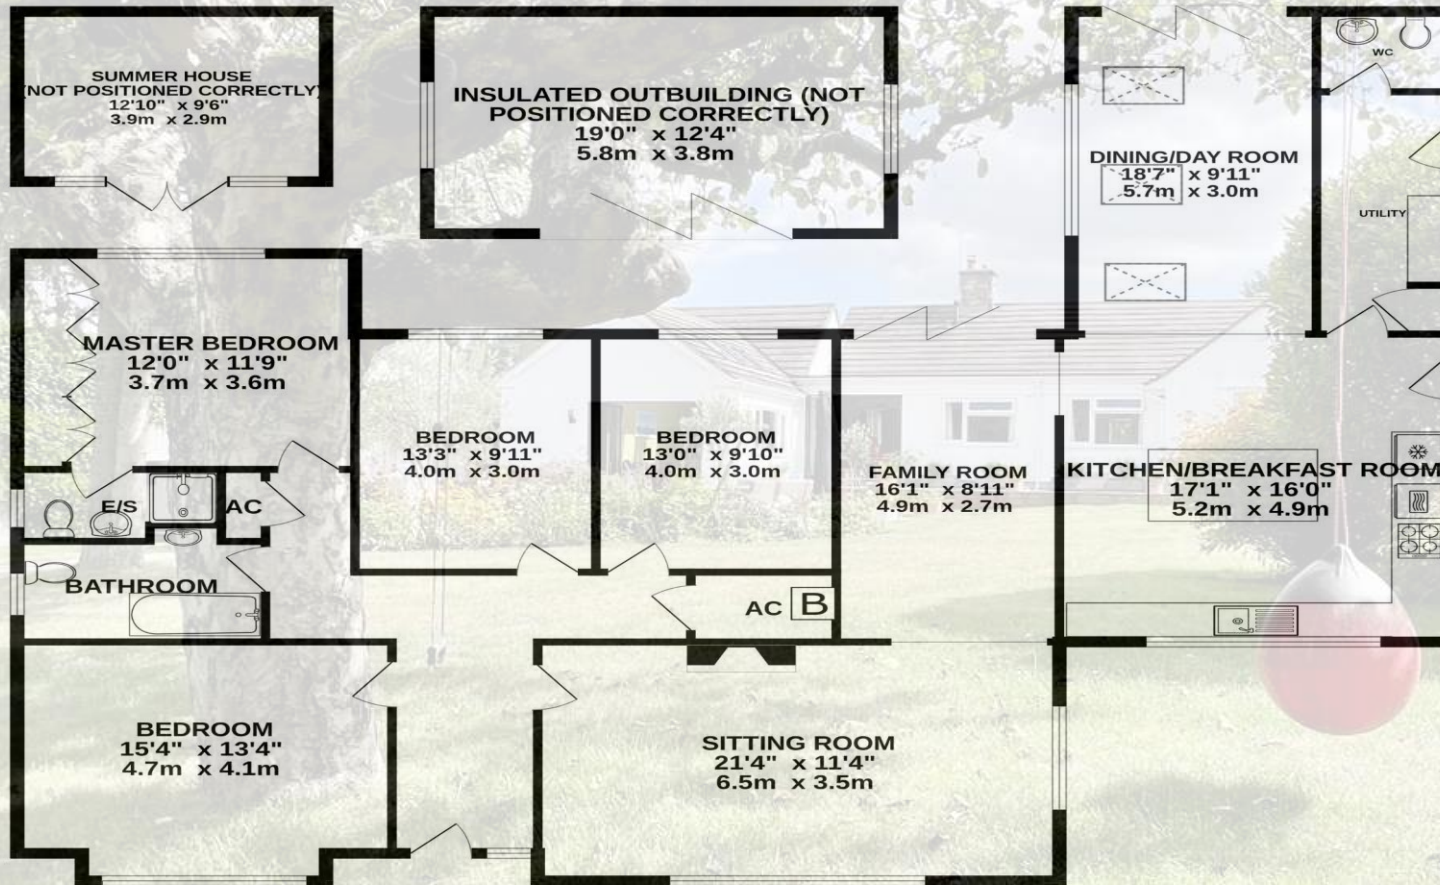 SUMMER HOUSE
(NOT POSITIONED CORRECTLY)
12'10" x 9'6"
3.9m x 2.9m
INSULATED OUTBUILDING (NOT
POSITIONED CORRECTLY)
19'0" x 12'4"
5.8m x 3.8m
WC
DINING/DAY ROOM
18'7" x 9'11"
5.7m x 3.0m
UTILITY
MASTER BEDROOM
12'0" x 11'9"
3.7m x 3.6m
BEDROOM
13'3" x 9'11"
4.0m x 3.0m
BEDROOM
13'0" x 9'10"
4.0m x 3.0m
FAMILY ROOM
16'1" x 8'11"
4.9m x 2.7m
KITCHEN/BREAKFAST ROOM
17'1" x 16'0"
5.2m x 4.9m
E/S
AC
BATHROOM
AC B
BEDROOM
15'4" x 13'4"
4.7m x 4.1m
SITTING ROOM
21'4" x 11'4"
6.5m x 3.5m